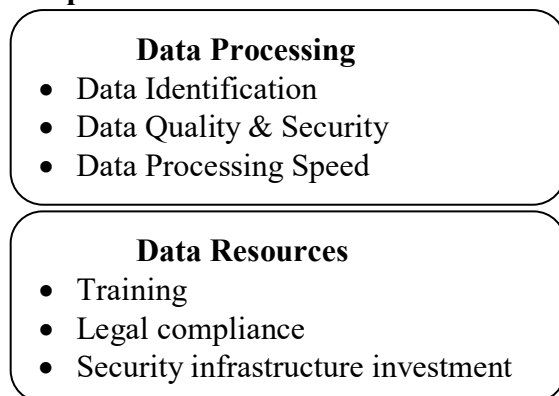 Data Processing
• Data Identification
• Data Quality & Security
• Data Processing Speed
Data Resources
• Training
• Legal compliance
• Security infrastructure investment